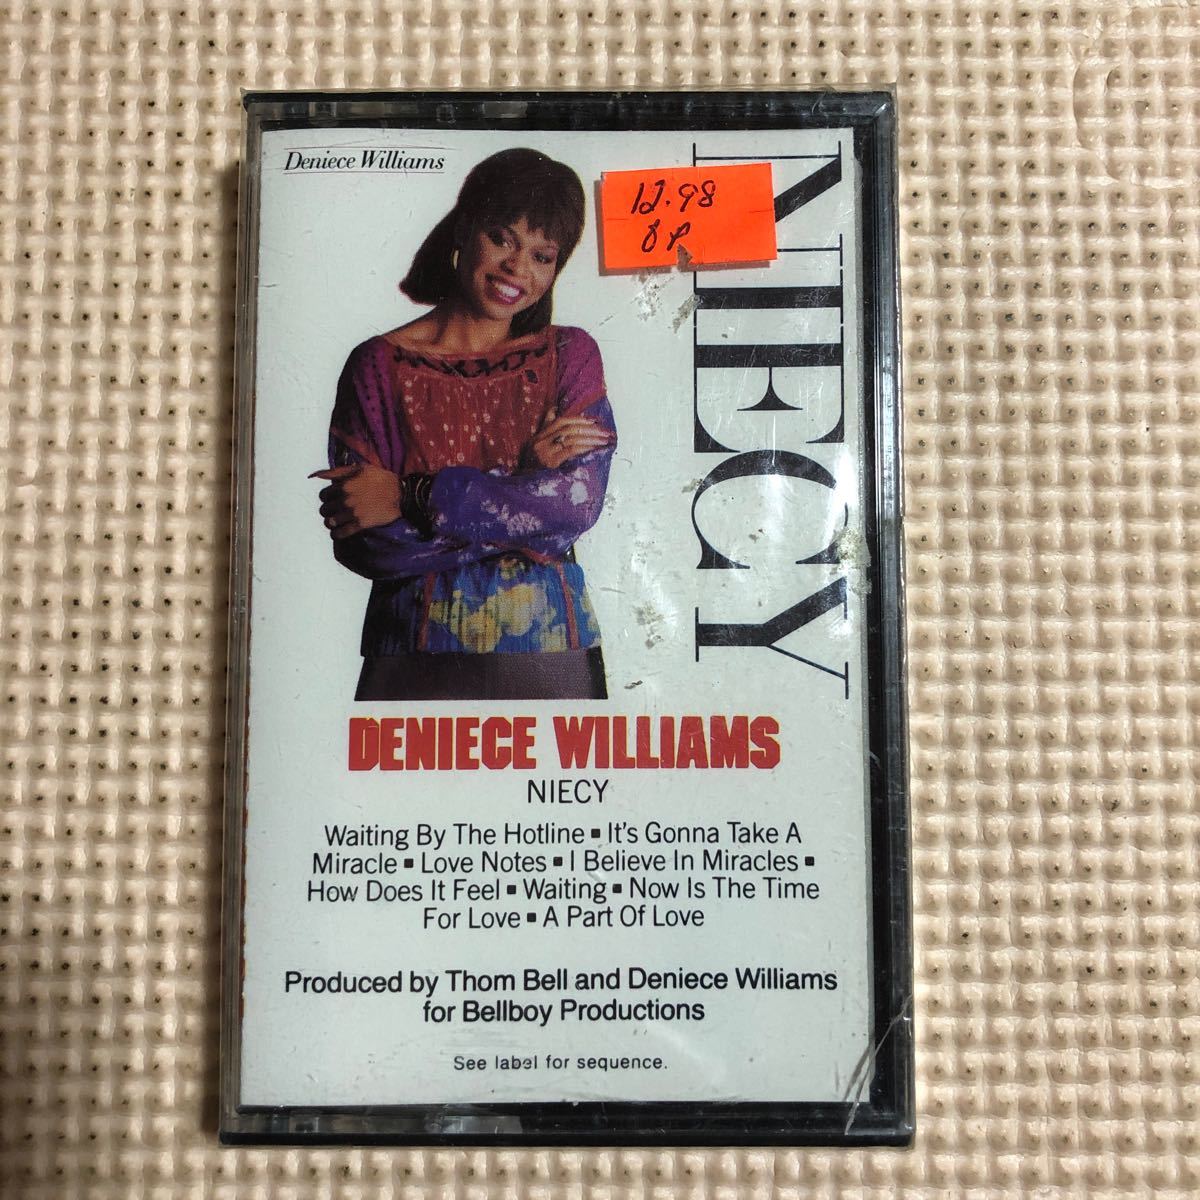 Deniece Williams
12.98
NIECY
DENIECE WILLIAMS
NIECY
Waiting By The Hotline ▪ It's Gonna Take A
Miracle ▪ Love Notes ▪ I Believe In Miracles ▪
How Does It Feel ▪ Waiting ▪ Now Is The Time
For Love ▪ A Part Of Love
Produced by Thom Bell and Deniece Williams
for Bellboy Productions
See label for sequence.